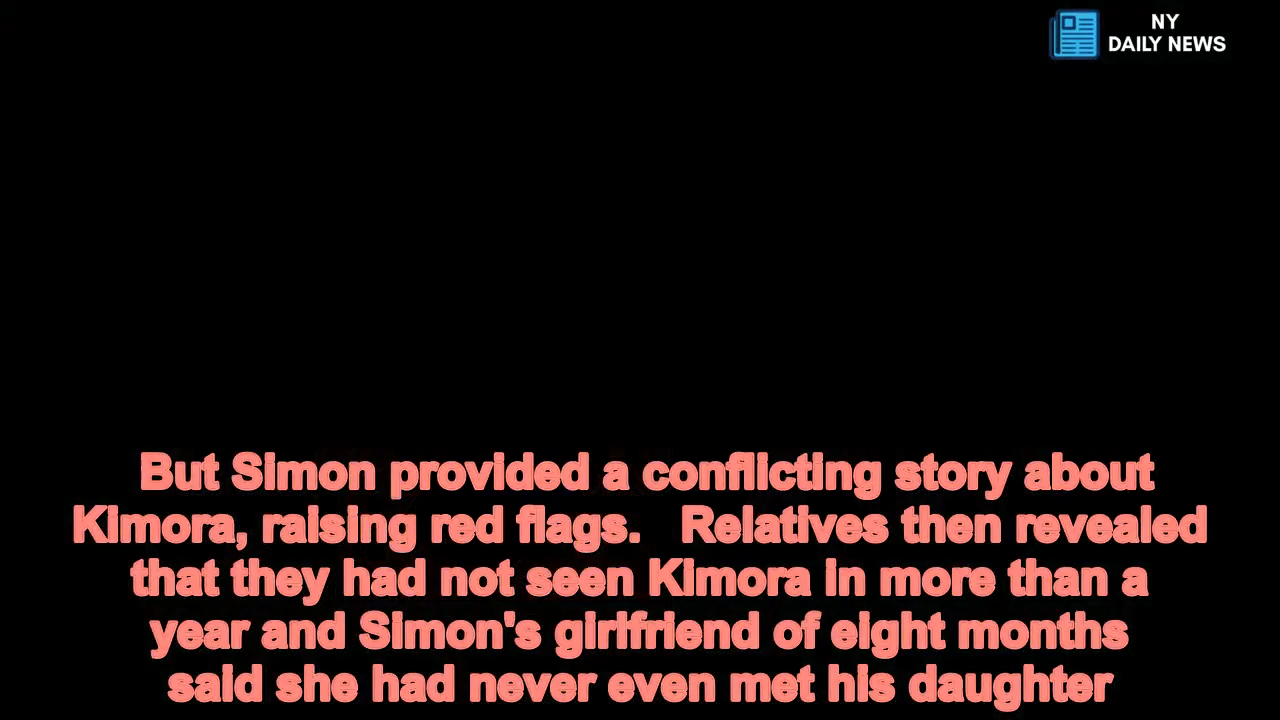 NY
DAILY NEWS
But Simon provided a conflicting story about
Kimora, raising red flags.   Relatives then revealed
that they had not seen Kimora in more than a
year and Simon's girlfriend of eight months
said she had never even met his daughter